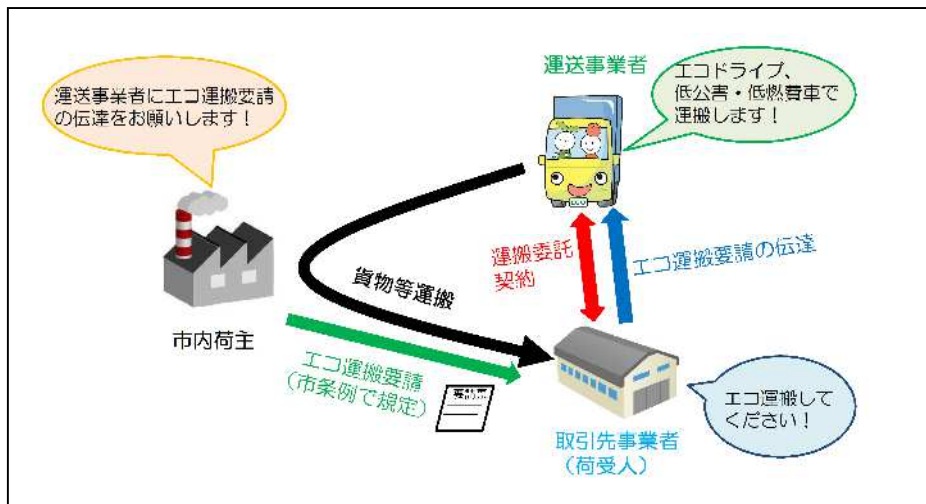 運送事業者にエコ運搬要請
の伝達をお願いします！
運送事業者
エコドライブ、
低公害・低燃費車で
運搬します！
ECO
運搬委託
契約
エコ運搬要請の伝達
貨物等運搬
市内荷主
エコ運搬要請
（市条例で規定）
要請書
取引先事業者
（荷受人）
エコ運搬して
ください！